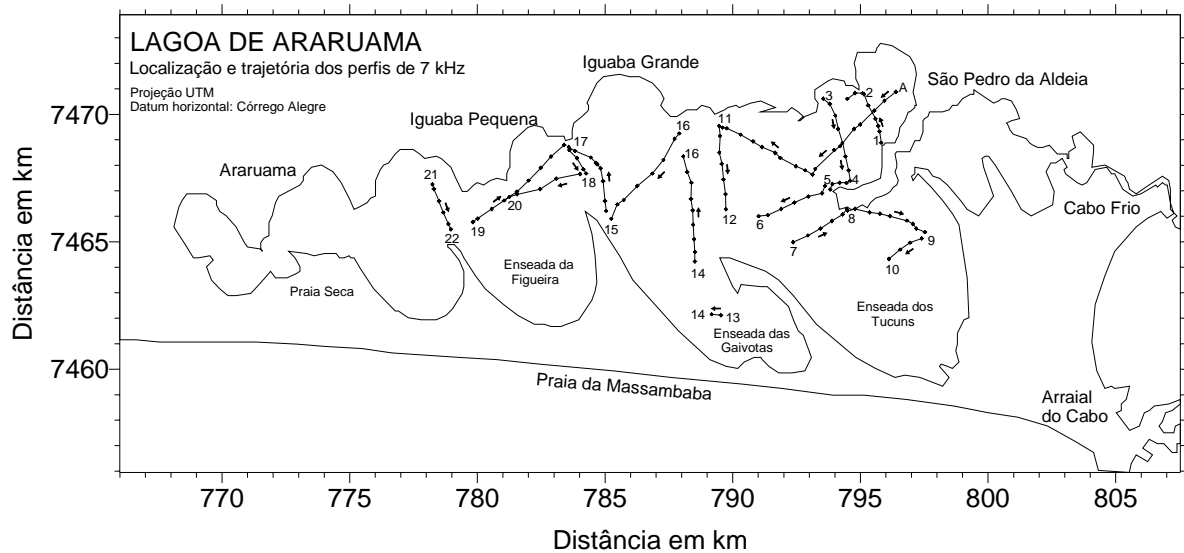 LAGOA DE ARARUAMA
Localização e trajetória dos perfis de 7 kHz
Projeção UTM
Datum horizontal: Córrego Alegre
Iguaba Grande
São Pedro da Aldeia
Iguaba Pequena
Araruama
Cabo Frio
Enseada da
Figueira
Praia Seca
Enseada dos
Tucuns
Enseada das
Gaivotas
Praia da Massambaba
Arraial
do Cabo
A
1
2
3
4
5
6
7
8
9
10
11
12
13
14
14
15
16
16
17
18
19
20
21
22
Distância em km
7470
7465
7460
770
775
780
785
790
795
800
805
Distância em km